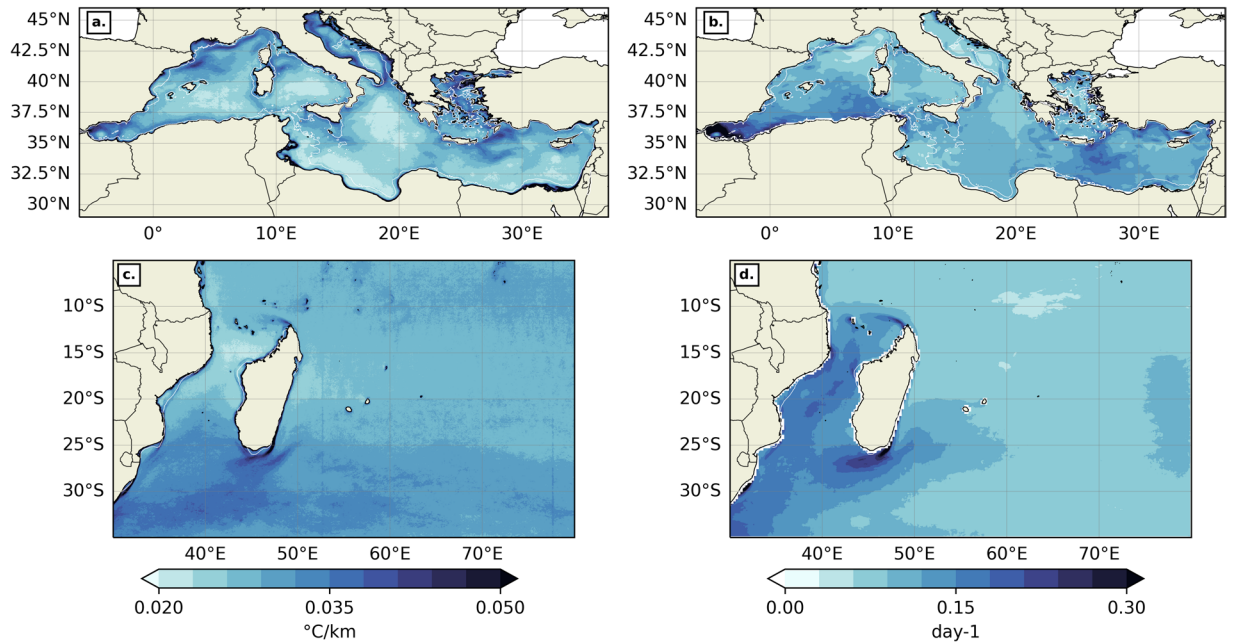 a.
45°N
42.5°N
40°N
37.5°N
35°N
32.5°N
30°N
0° 10°E 20°E 30°E
b.
45°N
42.5°N
40°N
37.5°N
35°N
32.5°N
30°N
0° 10°E 20°E 30°E
c.
10°S
15°S
20°S
25°S
30°S
40°E 50°E 60°E 70°E
0.020 0.035 0.050
°C/km
d.
10°S
15°S
20°S
25°S
30°S
40°E 50°E 60°E 70°E
0.00 0.15 0.30
day-1